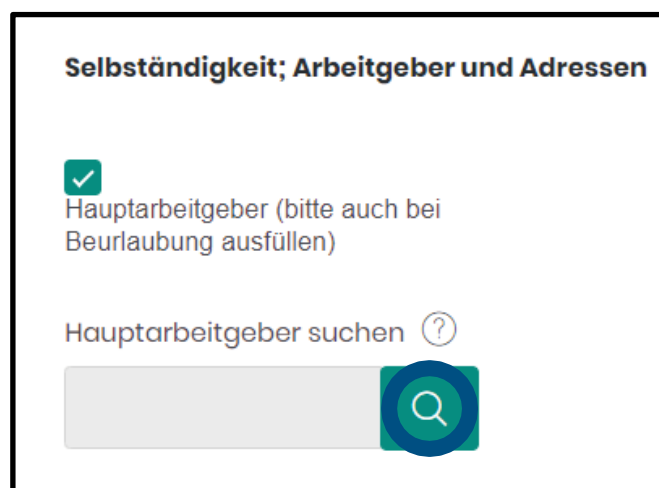 Selbständigkeit; Arbeitgeber und Adressen
Hauptarbeitgeber (bitte auch bei
Beurlaubung ausfüllen)
Hauptarbeitgeber suchen ?